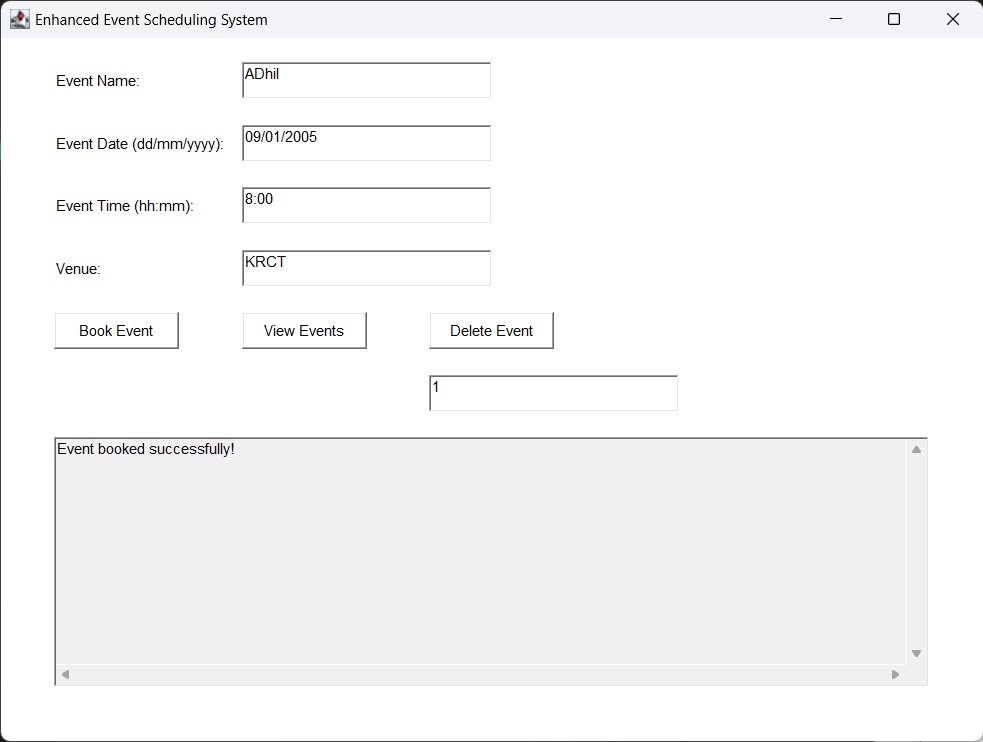 Enhanced Event Scheduling System
Event Name: ADhil
Event Date (dd/mm/yyyy): 09/01/2005
Event Time (hh:mm): 8:00
Venue: KRCT
Book Event View Events Delete Event
1
Event booked successfully!